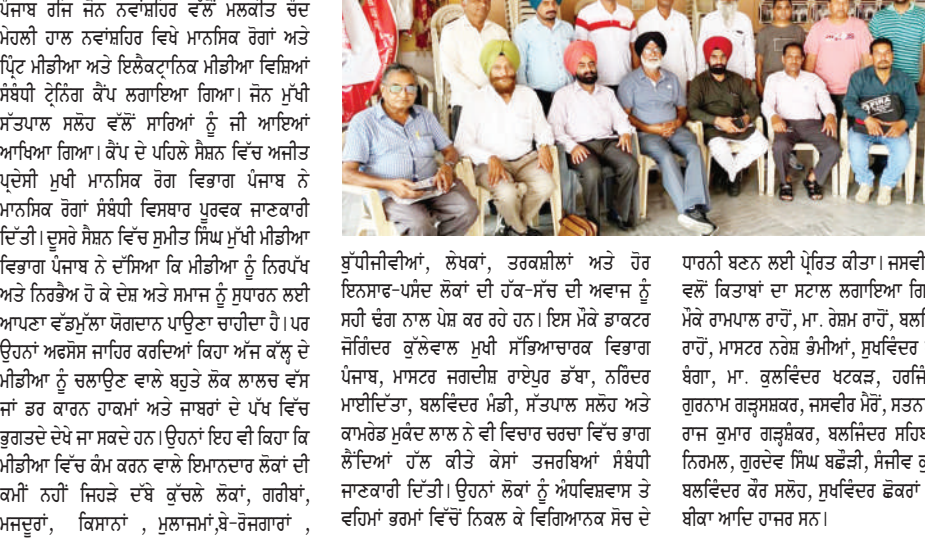 ਪੰਜਾਬ ਰਜਿ ਜੋਨ ਨਵਾਂਸ਼ਹਿਰ ਵੱਲੋਂ ਮਲਕੀਤ ਚੰਦ
ਮੇਹਲੀ ਹਾਲ ਨਵਾਂਸ਼ਹਿਰ ਵਿਖੇ ਮਾਨਸਿਕ ਰੋਗਾਂ ਅਤੇ
ਪ੍ਰਿੰਟ ਮੀਡੀਆ ਅਤੇ ਇਲੈਕਟ੍ਰਾਨਿਕ ਮੀਡੀਆ ਵਿਸ਼ਿਆਂ
ਸੰਬੰਧੀ ਟ੍ਰੇਨਿੰਗ ਕੈਂਪ ਲਗਾਇਆ ਗਿਆ। ਜੋਨ ਮੁੱਖੀ
ਸੱਤਪਾਲ ਸਲੋਹ ਵੱਲੋਂ ਸਾਰਿਆਂ ਨੂੰ ਜੀ ਆਇਆਂ
ਆਖਿਆ ਗਿਆ। ਕੈਂਪ ਦੇ ਪਹਿਲੇ ਸੈਸ਼ਨ ਵਿੱਚ ਅਜੀਤ
ਪ੍ਰਦੇਸੀ ਮੁਖੀ ਮਾਨਸਿਕ ਰੋਗ ਵਿਭਾਗ ਪੰਜਾਬ ਨੇ
ਮਾਨਸਿਕ ਰੋਗਾਂ ਸੰਬੰਧੀ ਵਿਸਥਾਰ ਪੂਰਵਕ ਜਾਣਕਾਰੀ
ਦਿੱਤੀ। ਦੂਸਰੇ ਸੈਸ਼ਨ ਵਿੱਚ ਸੁਮੀਤ ਸਿੰਘ ਮੁੱਖੀ ਮੀਡੀਆ
ਵਿਭਾਗ ਪੰਜਾਬ ਨੇ ਦੱਸਿਆ ਕਿ ਮੀਡੀਆ ਨੂੰ ਨਿਰਪੱਖ
ਅਤੇ ਨਿਰਭੈਅ ਹੋ ਕੇ ਦੇਸ਼ ਅਤੇ ਸਮਾਜ ਨੂੰ ਸੁਧਾਰਨ ਲਈ
ਆਪਣਾ ਵੱਡਮੁੱਲਾ ਯੋਗਦਾਨ ਪਾਉਣਾ ਚਾਹੀਦਾ ਹੈ। ਪਰ
ਉਹਨਾਂ ਅਫਸੋਸ ਜਾਹਿਰ ਕਰਦਿਆਂ ਕਿਹਾ ਅੱਜ ਕੱਲ੍ਹ ਦੇ
ਮੀਡੀਆ ਨੂੰ ਚਲਾਉਣ ਵਾਲੇ ਬਹੁਤੇ ਲੋਕ ਲਾਲਚ ਵੱਸ
ਜਾਂ ਡਰ ਕਾਰਨ ਹਾਕਮਾਂ ਅਤੇ ਜਾਬਰਾਂ ਦੇ ਪੱਖ ਵਿੱਚ
ਭੁਗਤਦੇ ਦੇਖੇ ਜਾ ਸਕਦੇ ਹਨ। ਉਹਨਾਂ ਇਹ ਵੀ ਕਿਹਾ ਕਿ
ਮੀਡੀਆ ਵਿੱਚ ਕੰਮ ਕਰਨ ਵਾਲੇ ਇਮਾਨਦਾਰ ਲੋਕਾਂ ਦੀ
ਕਮੀਂ ਨਹੀਂ ਜਿਹੜੇ ਦੱਬੇ ਕੁੱਚਲੇ ਲੋਕਾਂ, ਗਰੀਬਾਂ,
ਮਜਦੂਰਾਂ, ਕਿਸਾਨਾਂ , ਮੁਲਾਜਮਾਂ,ਬੇ-ਰੋਜਗਾਰਾਂ ,
ਬੁੱਧੀਜੀਵੀਆਂ, ਲੇਖਕਾਂ, ਤਰਕਸ਼ੀਲਾਂ ਅਤੇ ਹੋਰ
ਇਨਸਾਫ-ਪਸੰਦ ਲੋਕਾਂ ਦੀ ਹੱਕ-ਸੱਚ ਦੀ ਅਵਾਜ ਨੂੰ
ਸਹੀ ਢੰਗ ਨਾਲ ਪੇਸ਼ ਕਰ ਰਹੇ ਹਨ। ਇਸ ਮੌਕੇ ਡਾਕਟਰ
ਜੋਗਿੰਦਰ ਕੁੱਲੇਵਾਲ ਮੁਖੀ ਸੱਭਿਆਚਾਰਕ ਵਿਭਾਗ
ਪੰਜਾਬ, ਮਾਸਟਰ ਜਗਦੀਸ਼ ਰਾਏਪੁਰ ਡੱਬਾ, ਨਰਿੰਦਰ
ਮਾਈਦਿੱਤਾ, ਬਲਵਿੰਦਰ ਮੰਡੀ, ਸੱਤਪਾਲ ਸਲੋਹ ਅਤੇ
ਕਾਮਰੇਡ ਮੁਕੰਦ ਲਾਲ ਨੇ ਵੀ ਵਿਚਾਰ ਚਰਚਾ ਵਿੱਚ ਭਾਗ
ਲੈਂਦਿਆਂ ਹੱਲ ਕੀਤੇ ਕੇਸਾਂ ਤਜਰਬਿਆਂ ਸੰਬੰਧੀ
ਜਾਣਕਾਰੀ ਦਿੱਤੀ। ਉਹਨਾਂ ਲੋਕਾਂ ਨੂੰ ਅੰਧਵਿਸ਼ਵਾਸ ਤੇ
ਵਹਿਮਾਂ ਭਰਮਾਂ ਵਿੱਚੋਂ ਨਿਕਲ ਕੇ ਵਿਗਿਆਨਕ ਸੋਚ ਦੇ
ਧਾਰਨੀ ਬਣਨ ਲਈ ਪ੍ਰੇਰਿਤ ਕੀਤਾ। ਜਸਵੀ
ਵਲੋਂ ਕਿਤਾਬਾਂ ਦਾ ਸਟਾਲ ਲਗਾਇਆ ਗਿ
ਮੌਕੇ ਰਾਮਪਾਲ ਰਾਹੋਂ, ਮਾ. ਰੇਸ਼ਮ ਰਾਹੋਂ, ਬਲਿ
ਰਾਹੋਂ, ਮਾਸਟਰ ਨਰੇਸ਼ ਭੰਮੀਆਂ, ਸੁਖਵਿੰਦਰ
ਬੰਗਾ, ਮਾ. ਕੁਲਵਿੰਦਰ ਖਟਕੜ, ਹਰਜਿੰ
ਗੁਰਨਾਮ ਗੜ੍ਹਸਸ਼ਕਰ, ਜਸਵੀਰ ਮੋਰੋਂ, ਸਤਨਾ
ਰਾਜ ਕੁਮਾਰ ਗੜ੍ਹਸ਼ੰਕਰ, ਬਲਜਿੰਦਰ ਸਹਿਬ
ਨਿਰਮਲ, ਗੁਰਦੇਵ ਸਿੰਘ ਬਛੌੜੀ, ਸੰਜੀਵ ਕੁ
ਬਲਵਿੰਦਰ ਕੌਰ ਸਲੋਹ, ਸੁਖਵਿੰਦਰ ਛੋਕਰਾਂ
ਬੀਕਾ ਆਦਿ ਹਾਜਰ ਸਨ।